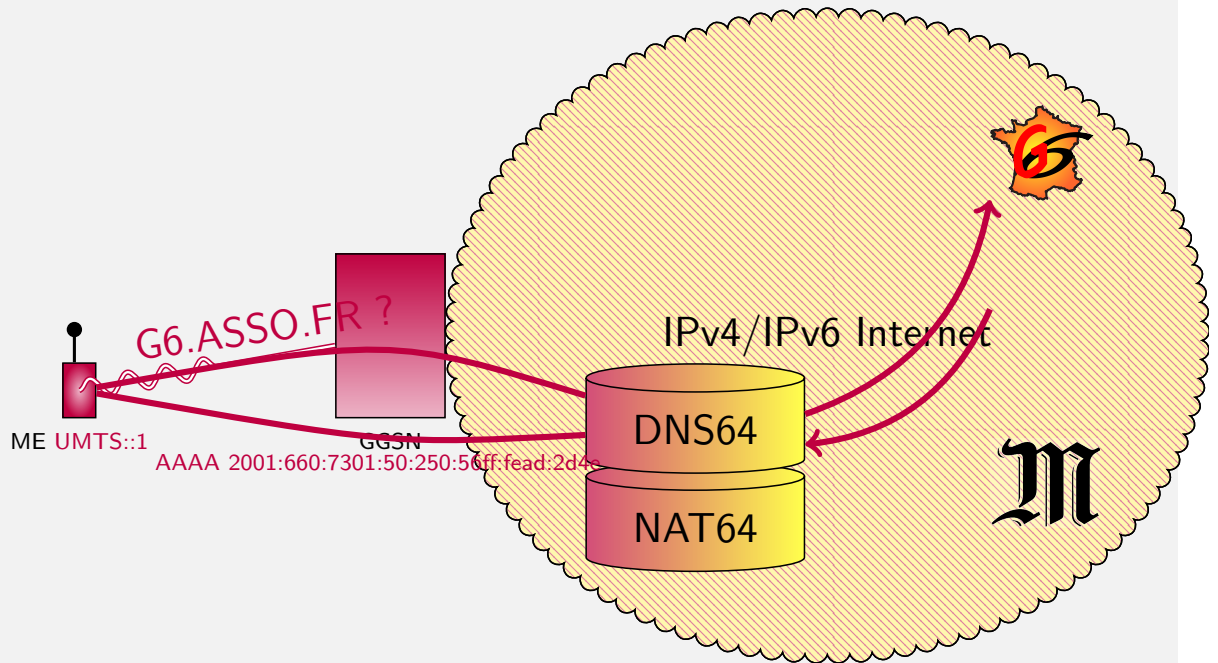 G6.ASSO.FR ?
IPv4/IPv6 Internet
DNS64
ME UMTS::1
GGSN
AAAA 2001:660:7301:50:250:56ff:fead:2d4e
NAT64
G6
M